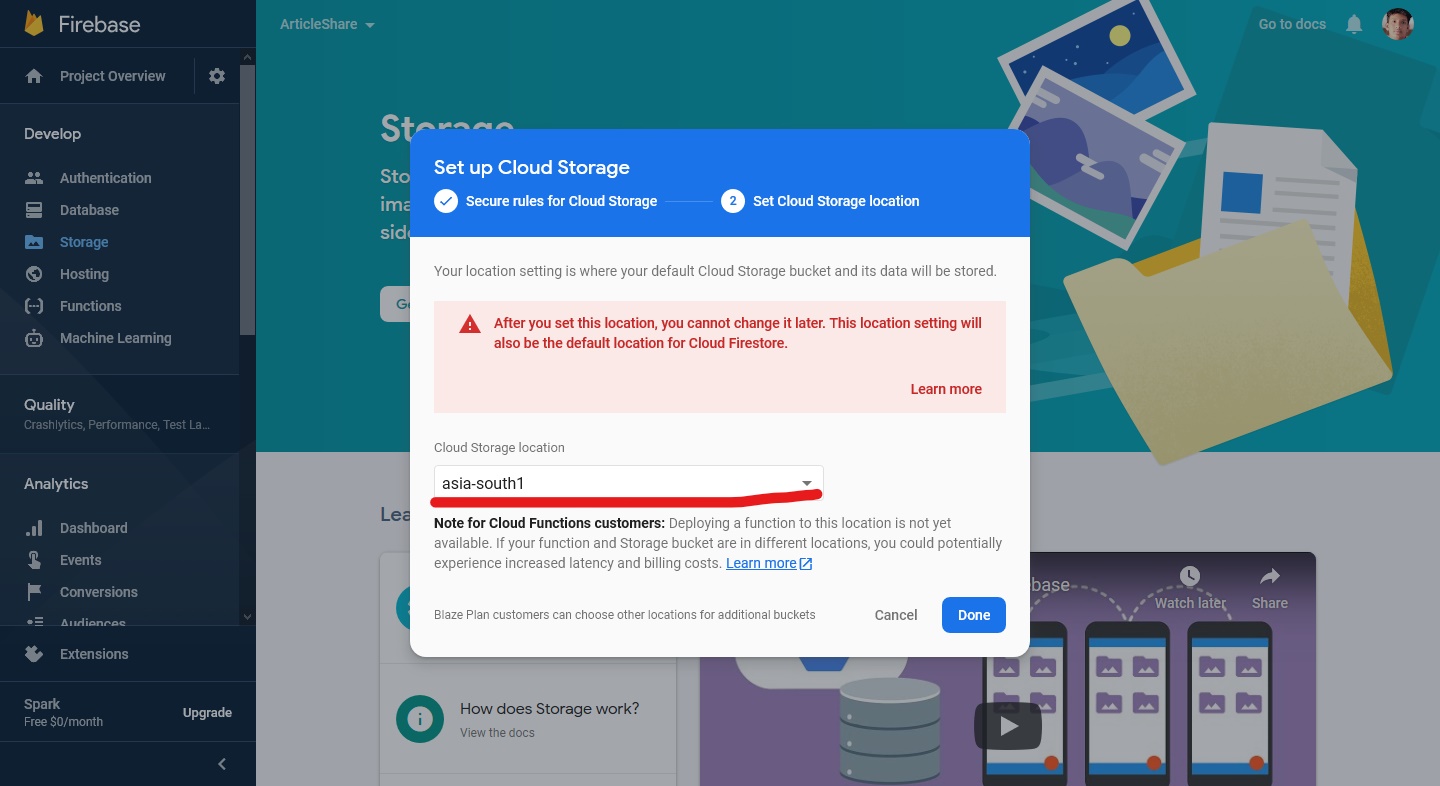 Firebase
Project Overview
Develop
Authentication
Database
Storage
Hosting
Functions
Machine Learning
Quality
Crashlytics, Performance, Test La...
Analytics
Dashboard
Events
Conversions
Audiences
Extensions
Spark
Free $0/month
Upgrade
ArticleShare
Go to docs
Storage
Set up Cloud Storage
Secure rules for Cloud Storage
2 Set Cloud Storage location
Your location setting is where your default Cloud Storage bucket and its data will be stored.
After you set this location, you cannot change it later. This location setting will
also be the default location for Cloud Firestore.
Learn more
Cloud Storage location
asia-south1
Note for Cloud Functions customers: Deploying a function to this location is not yet
available. If your function and Storage bucket are in different locations, you could potentially
experience increased latency and billing costs. Learn more
Blaze Plan customers can choose other locations for additional buckets
Cancel
Done
Watch later
Share
How does Storage work?
View the docs